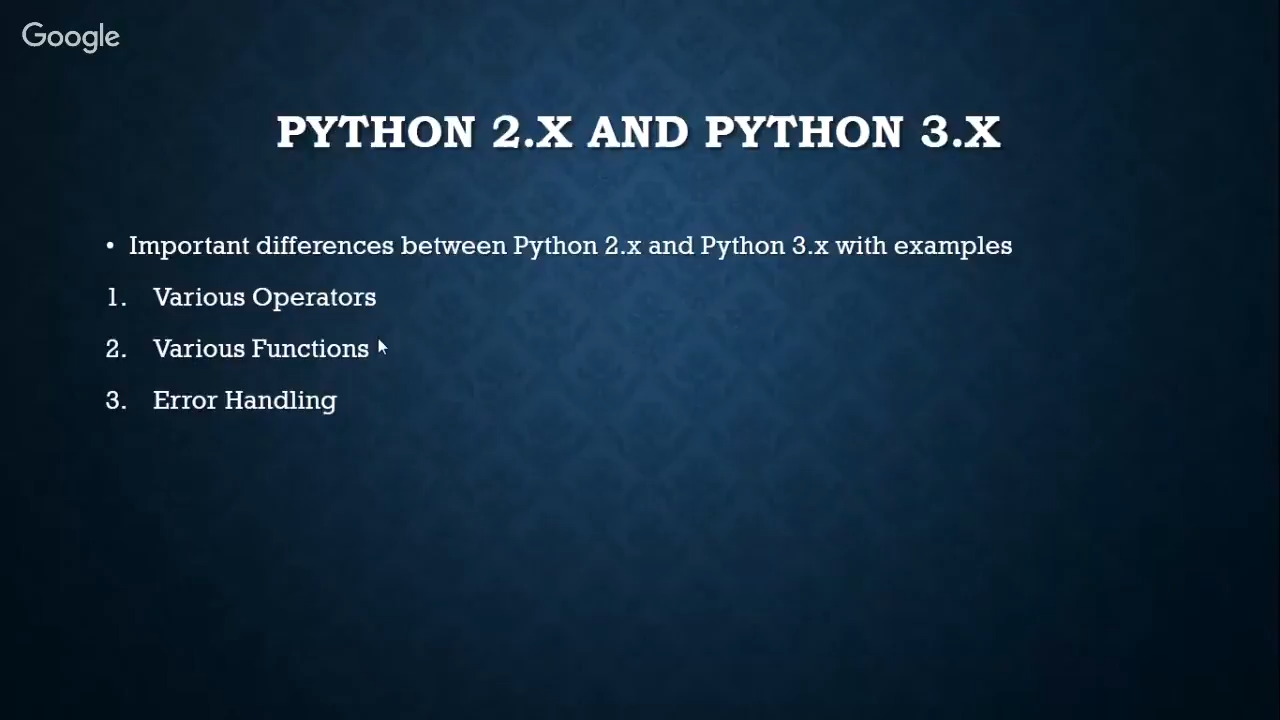 Google
PYTHON 2.X AND PYTHON 3.X
• Important differences between Python 2.x and Python 3.x with examples
1. Various Operators
2. Various Functions
3. Error Handling